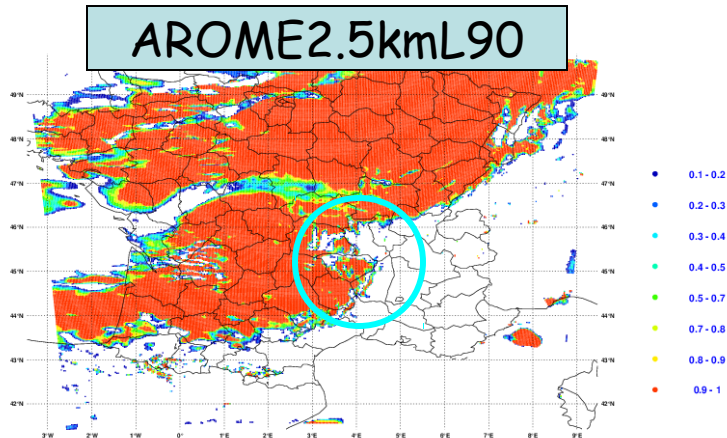 AROME2.5kmL90
49°N
49°N
48°N
48°N
47°N
47°N
46°N
46°N
45°N
45°N
44°N
44°N
43°N
43°N
42°N
42°N
3°W
2°W
1°W
0°
1°E
2°E
3°E
4°E
5°E
6°E
7°E
8°E
9°E
0.1 - 0.2
0.2 - 0.3
0.3 - 0.4
0.4 - 0.5
0.5 - 0.7
0.7 - 0.8
0.8 - 0.9
0.9 - 1